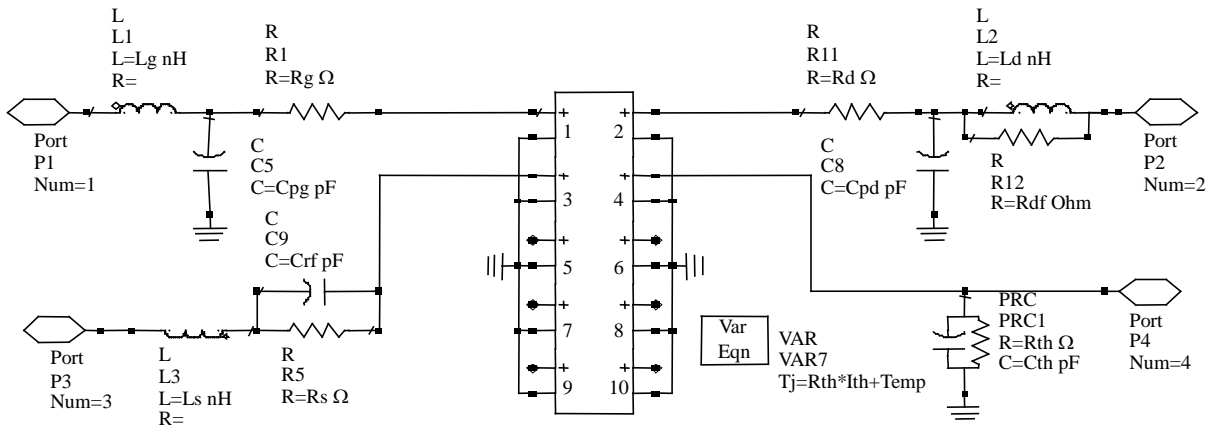 L
L1
L=Lg nH
R=
R
R1
R=Rg Ω
R
R11
R=Rd Ω
L
L2
L=Ld nH
R=
Port
P1
Num=1
C
C5
C=Cpg pF
+
1
+
2
C
C8
C=Cpd pF
R
R12
R=Rdf Ohm
Port
P2
Num=2
+
3
+
4
C
C9
C=Crf pF
+
5
+
6
Port
P3
Num=3
L
L3
L=Ls nH
R=
R
R5
R=Rs Ω
+
7
+
8
+
9
+
10
Var
Eqn
VAR
VAR7
Tj=Rth*Ith+Temp
PRC
PRC1
R=Rth Ω
C=Cth pF
Port
P4
Num=4